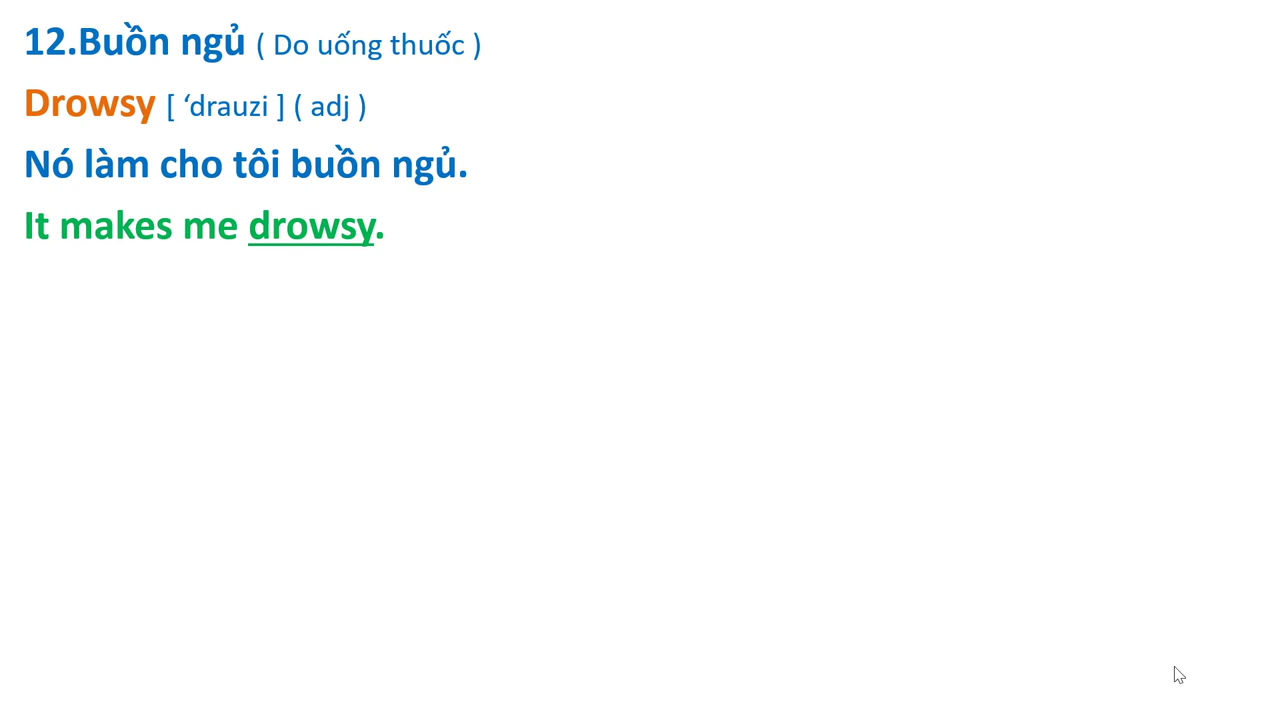 12.Buồn ngủ ( Do uống thuốc )
Drowsy [ ‘drauzi ] ( adj )
Nó làm cho tôi buồn ngủ.
It makes me drowsy.